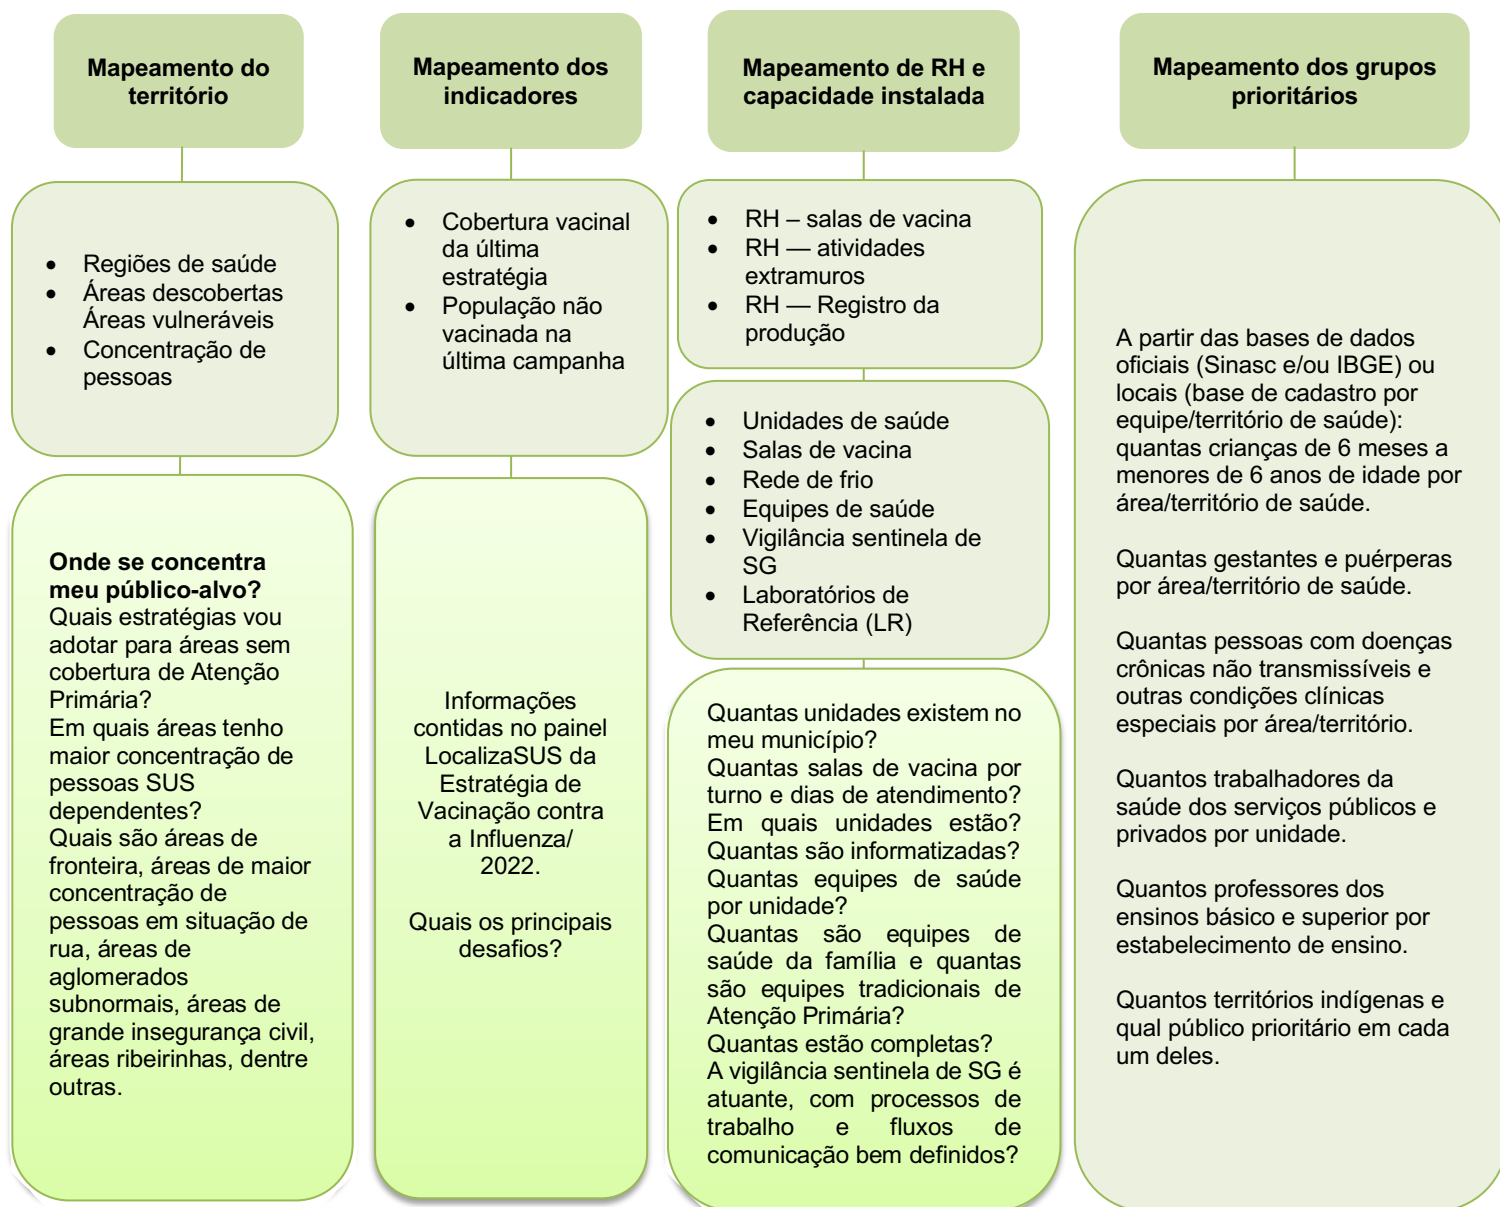 Mapeamento do
território
Regiões de saúde
Áreas descobertas
Áreas vulneráveis
Concentração de
pessoas
Onde se concentra
meu público-alvo?
Quais estratégias vou
adotar para áreas sem
cobertura de Atenção
Primária?
Em quais áreas tenho
maior concentração de
pessoas SUS
dependentes?
Quais são áreas de
fronteira, áreas de maior
concentração de
pessoas em situação de
rua, áreas de
aglomerados
subnormais, áreas de
grande insegurança civil,
áreas ribeirinhas, dentre
outras.
Mapeamento dos
indicadores
Cobertura vacinal
da última
estratégia
População não
vacinada na
última campanha
Informações
contidas no painel
LocalizaSUS da
Estratégia de
Vacinação contra
a Influenza/
2022.
Quais os principais
desafios?
Mapeamento de RH e
capacidade instalada
RH – salas de vacina
RH — atividades
extramuros
RH — Registro da
produção
Unidades de saúde
Salas de vacina
Rede de frio
Equipes de saúde
Vigilância sentinela de
SG
Laboratórios de
Referência (LR)
Quantas unidades existem no
meu município?
Quantas salas de vacina por
turno e dias de atendimento?
Em quais unidades estão?
Quantas são informatizadas?
Quantas equipes de saúde
por unidade?
Quantas são equipes de
saúde da família e quantas
são equipes tradicionais de
Atenção Primária?
Quantas estão completas?
A vigilância sentinela de SG é
atuante, com processos de
trabalho e fluxos de
comunicação bem definidos?
Mapeamento dos grupos
prioritários
A partir das bases de dados
oficiais (Sinasc e/ou IBGE) ou
locais (base de cadastro por
equipe/território de saúde):
quantas crianças de 6 meses a
menores de 6 anos de idade por
área/território de saúde.
Quantas gestantes e puérperas
por área/território de saúde.
Quantas pessoas com doenças
crônicas não transmissíveis e
outras condições clínicas
especiais por área/território.
Quantos trabalhadores da
saúde dos serviços públicos e
privados por unidade.
Quantos professores dos
ensinos básico e superior por
estabelecimento de ensino.
Quantos territórios indígenas e
qual público prioritário em cada
um deles.